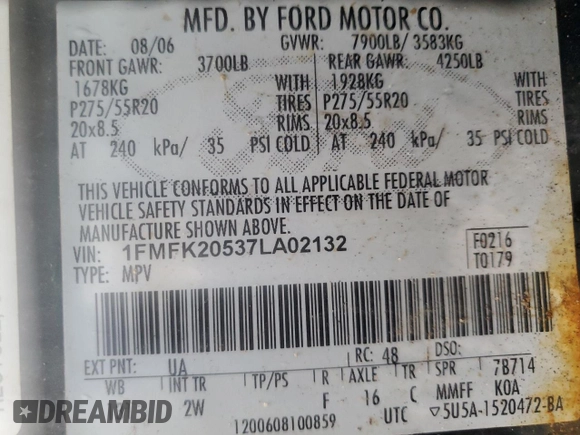 MFD. BY FORD MOTOR CO.
DATE: 08/06 GVWR: 7900LB/ 3583KG
FRONT GAWR: 3700LB REAR GAWR: 4250LB
1678KG WITH 1928KG WITH
P275/55R20 TIRES P275/55R20 TIRES
20x8.5 RIMS 20x8.5 RIMS
AT 240 kPa/ 35 PSI COLD AT 240 kPa/ 35 PSI COLD
THIS VEHICLE CONFORMS TO ALL APPLICABLE FEDERAL MOTOR
VEHICLE SAFETY STANDARDS IN EFFECT ON THE DATE OF
MANUFACTURE SHOWN ABOVE.
VIN: 1FMFK20537LA02132 F0216
TYPE: MPV T0179
EXT PNT: UA RC: 48 DSO:
WB INT TR TP/PS R AXLE TR SPR 7B714
2W F 16 C MMFF KOA
1200608100859 UTC ▽5U5A-1520472-BA
DREAMBID